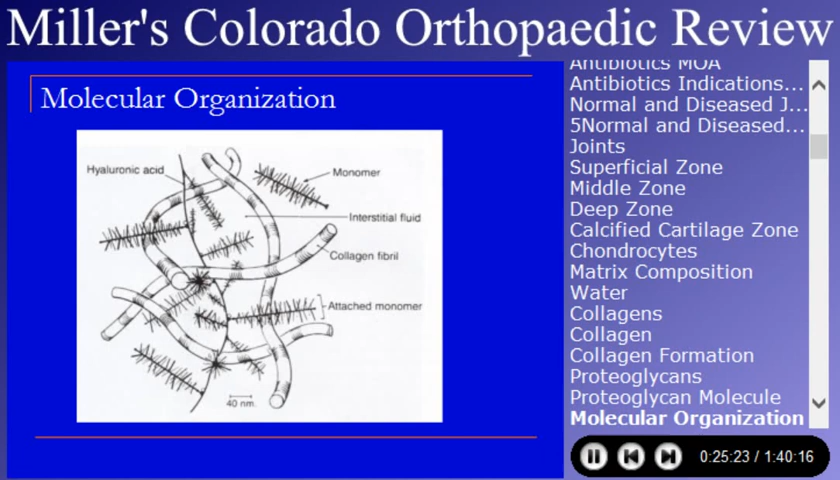 Miller's Colorado Orthopaedic Review
Molecular Organization
Hyaluronic acid
Monomer
Interstitial fluid
Collagen fibril
Attached monomer
40 nm
Antibiotics MOA
Antibiotics Indications...
Normal and Diseased J...
5Normal and Diseased...
Joints
Superficial Zone
Middle Zone
Deep Zone
Calcified Cartilage Zone
Chondrocytes
Matrix Composition
Water
Collagens
Collagen
Collagen Formation
Proteoglycans
Proteoglycan Molecule
Molecular Organization
0:25:23 / 1:40:16